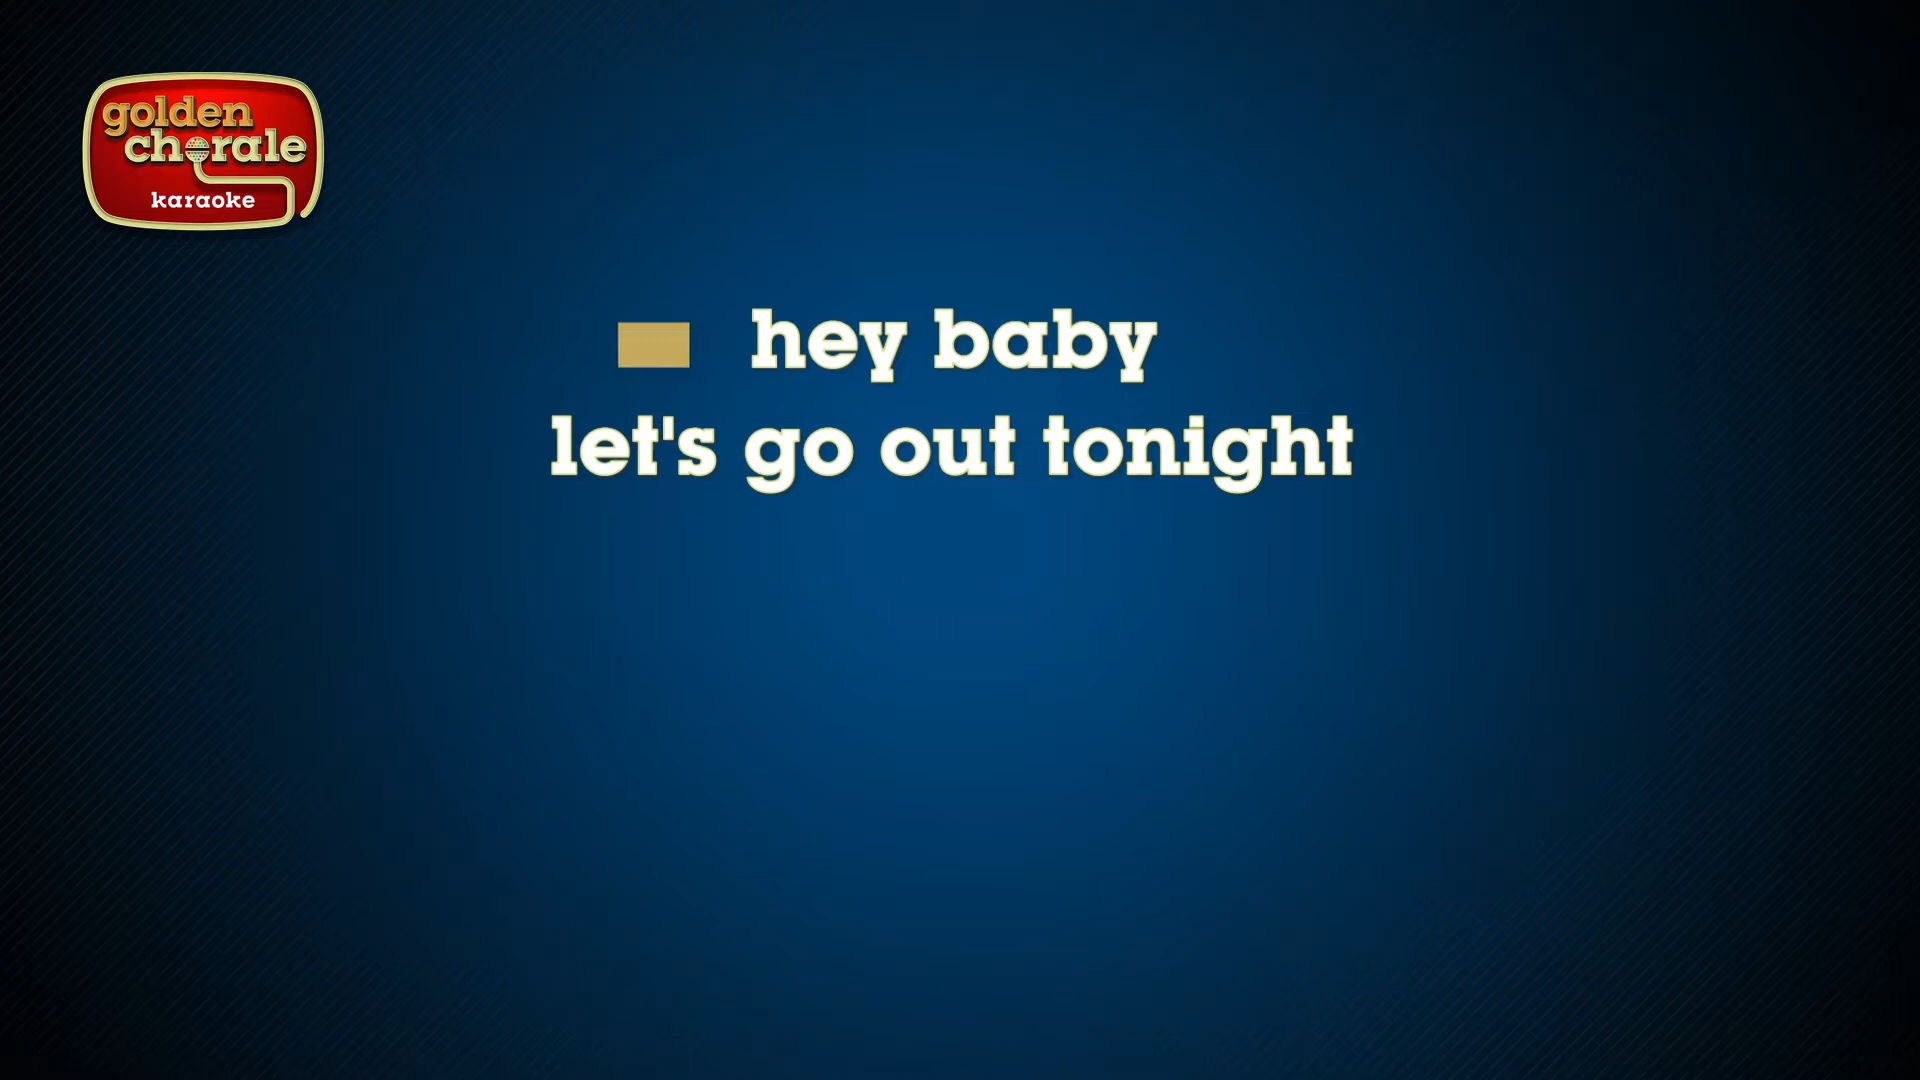 golden
chorale
karaoke
hey baby
let's go out tonight